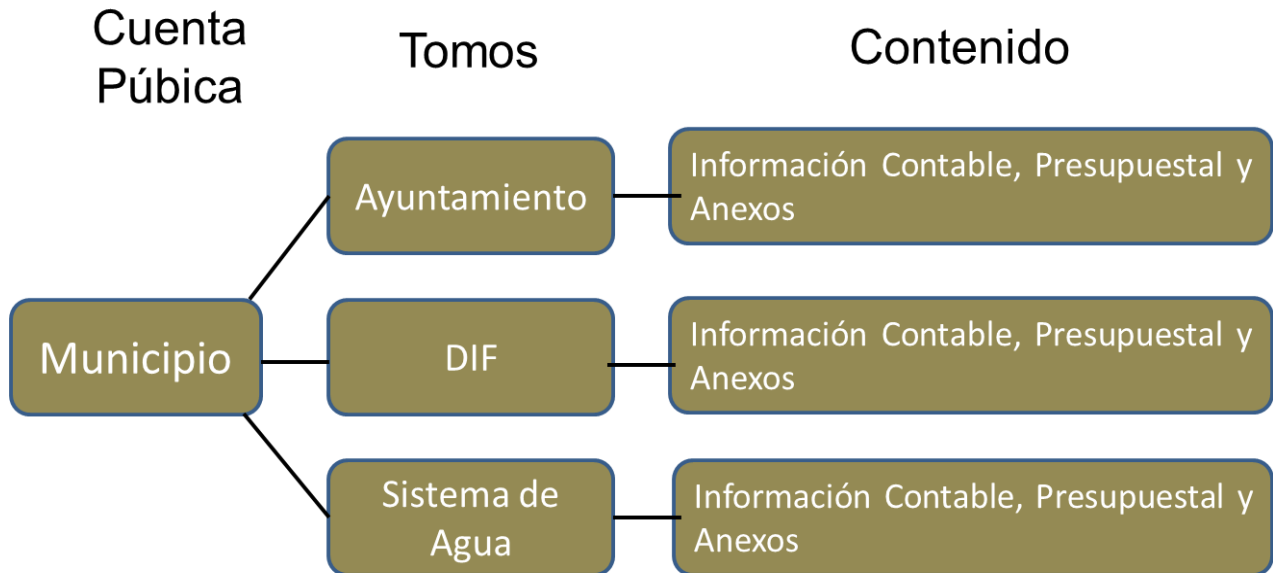 Cuenta
Púbica
Tomos
Contenido
Ayuntamiento
Información Contable, Presupuestal y
Anexos
Municipio
DIF
Información Contable, Presupuestal y
Anexos
Sistema de
Agua
Información Contable, Presupuestal y
Anexos